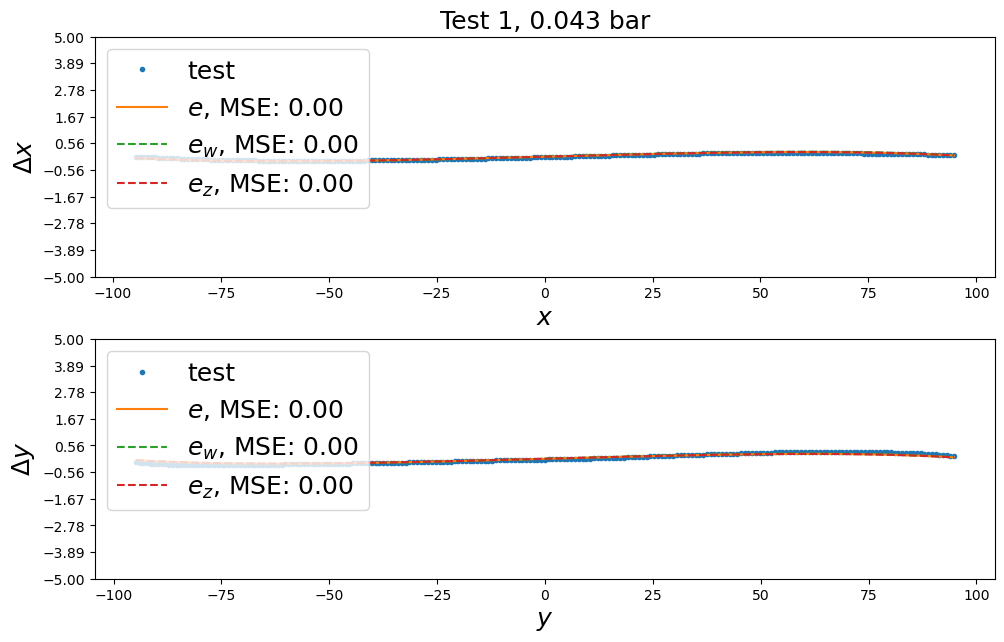 Test 1, 0.043 bar
5.00
3.89
2.78
1.67
0.56
−0.56
−1.67
−2.78
−3.89
−5.00
Δx
test
e, MSE: 0.00
e_w, MSE: 0.00
e_z, MSE: 0.00
−100 −75 −50 −25 0 25 50 75 100
x
5.00
3.89
2.78
1.67
0.56
−0.56
−1.67
−2.78
−3.89
−5.00
Δy
test
e, MSE: 0.00
e_w, MSE: 0.00
e_z, MSE: 0.00
−100 −75 −50 −25 0 25 50 75 100
y